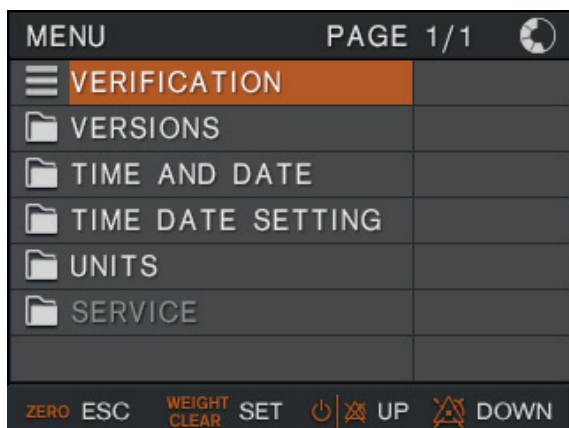 MENU PAGE 1/1
VERIFICATION
VERSIONS
TIME AND DATE
TIME DATE SETTING
UNITS
SERVICE
ZERO ESC WEIGHT CLEAR SET UP DOWN